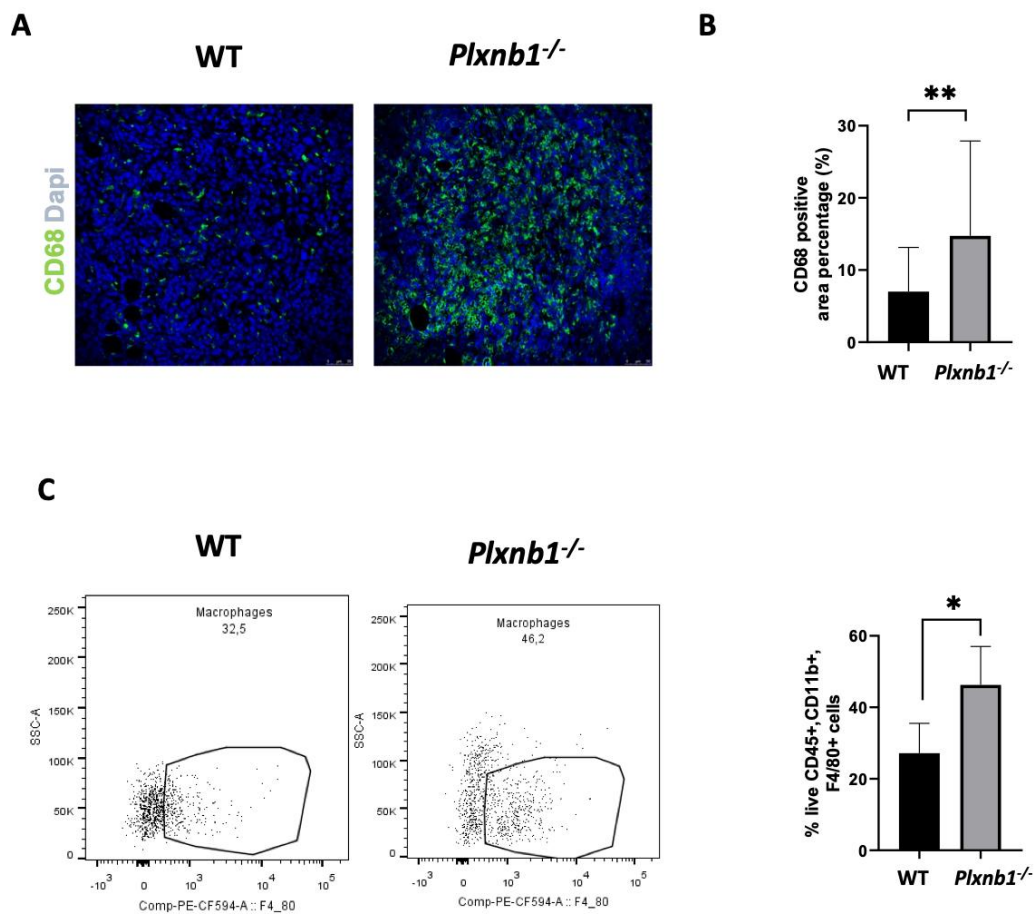 A
WT
Plxnb1-/-
CD68 Dapi
B
**
30
20
10
0
CD68 positive
area percentage (%)
WT
Plxnb1-/-
C
WT
Plxnb1-/-
Macrophages
32,5
250K
200K
150K
100K
50K
0
SSC-A
-10³ 0 10³ 10⁴ 10⁵
Comp-PE-CF594-A :: F4_80
Macrophages
46,2
250K
200K
150K
100K
50K
0
SSC-A
-10³ 0 10³ 10⁴ 10⁵
Comp-PE-CF594-A :: F4_80
*
60
40
20
0
% live CD45+,CD11b+,
F4/80+ cells
WT
Plxnb1-/-